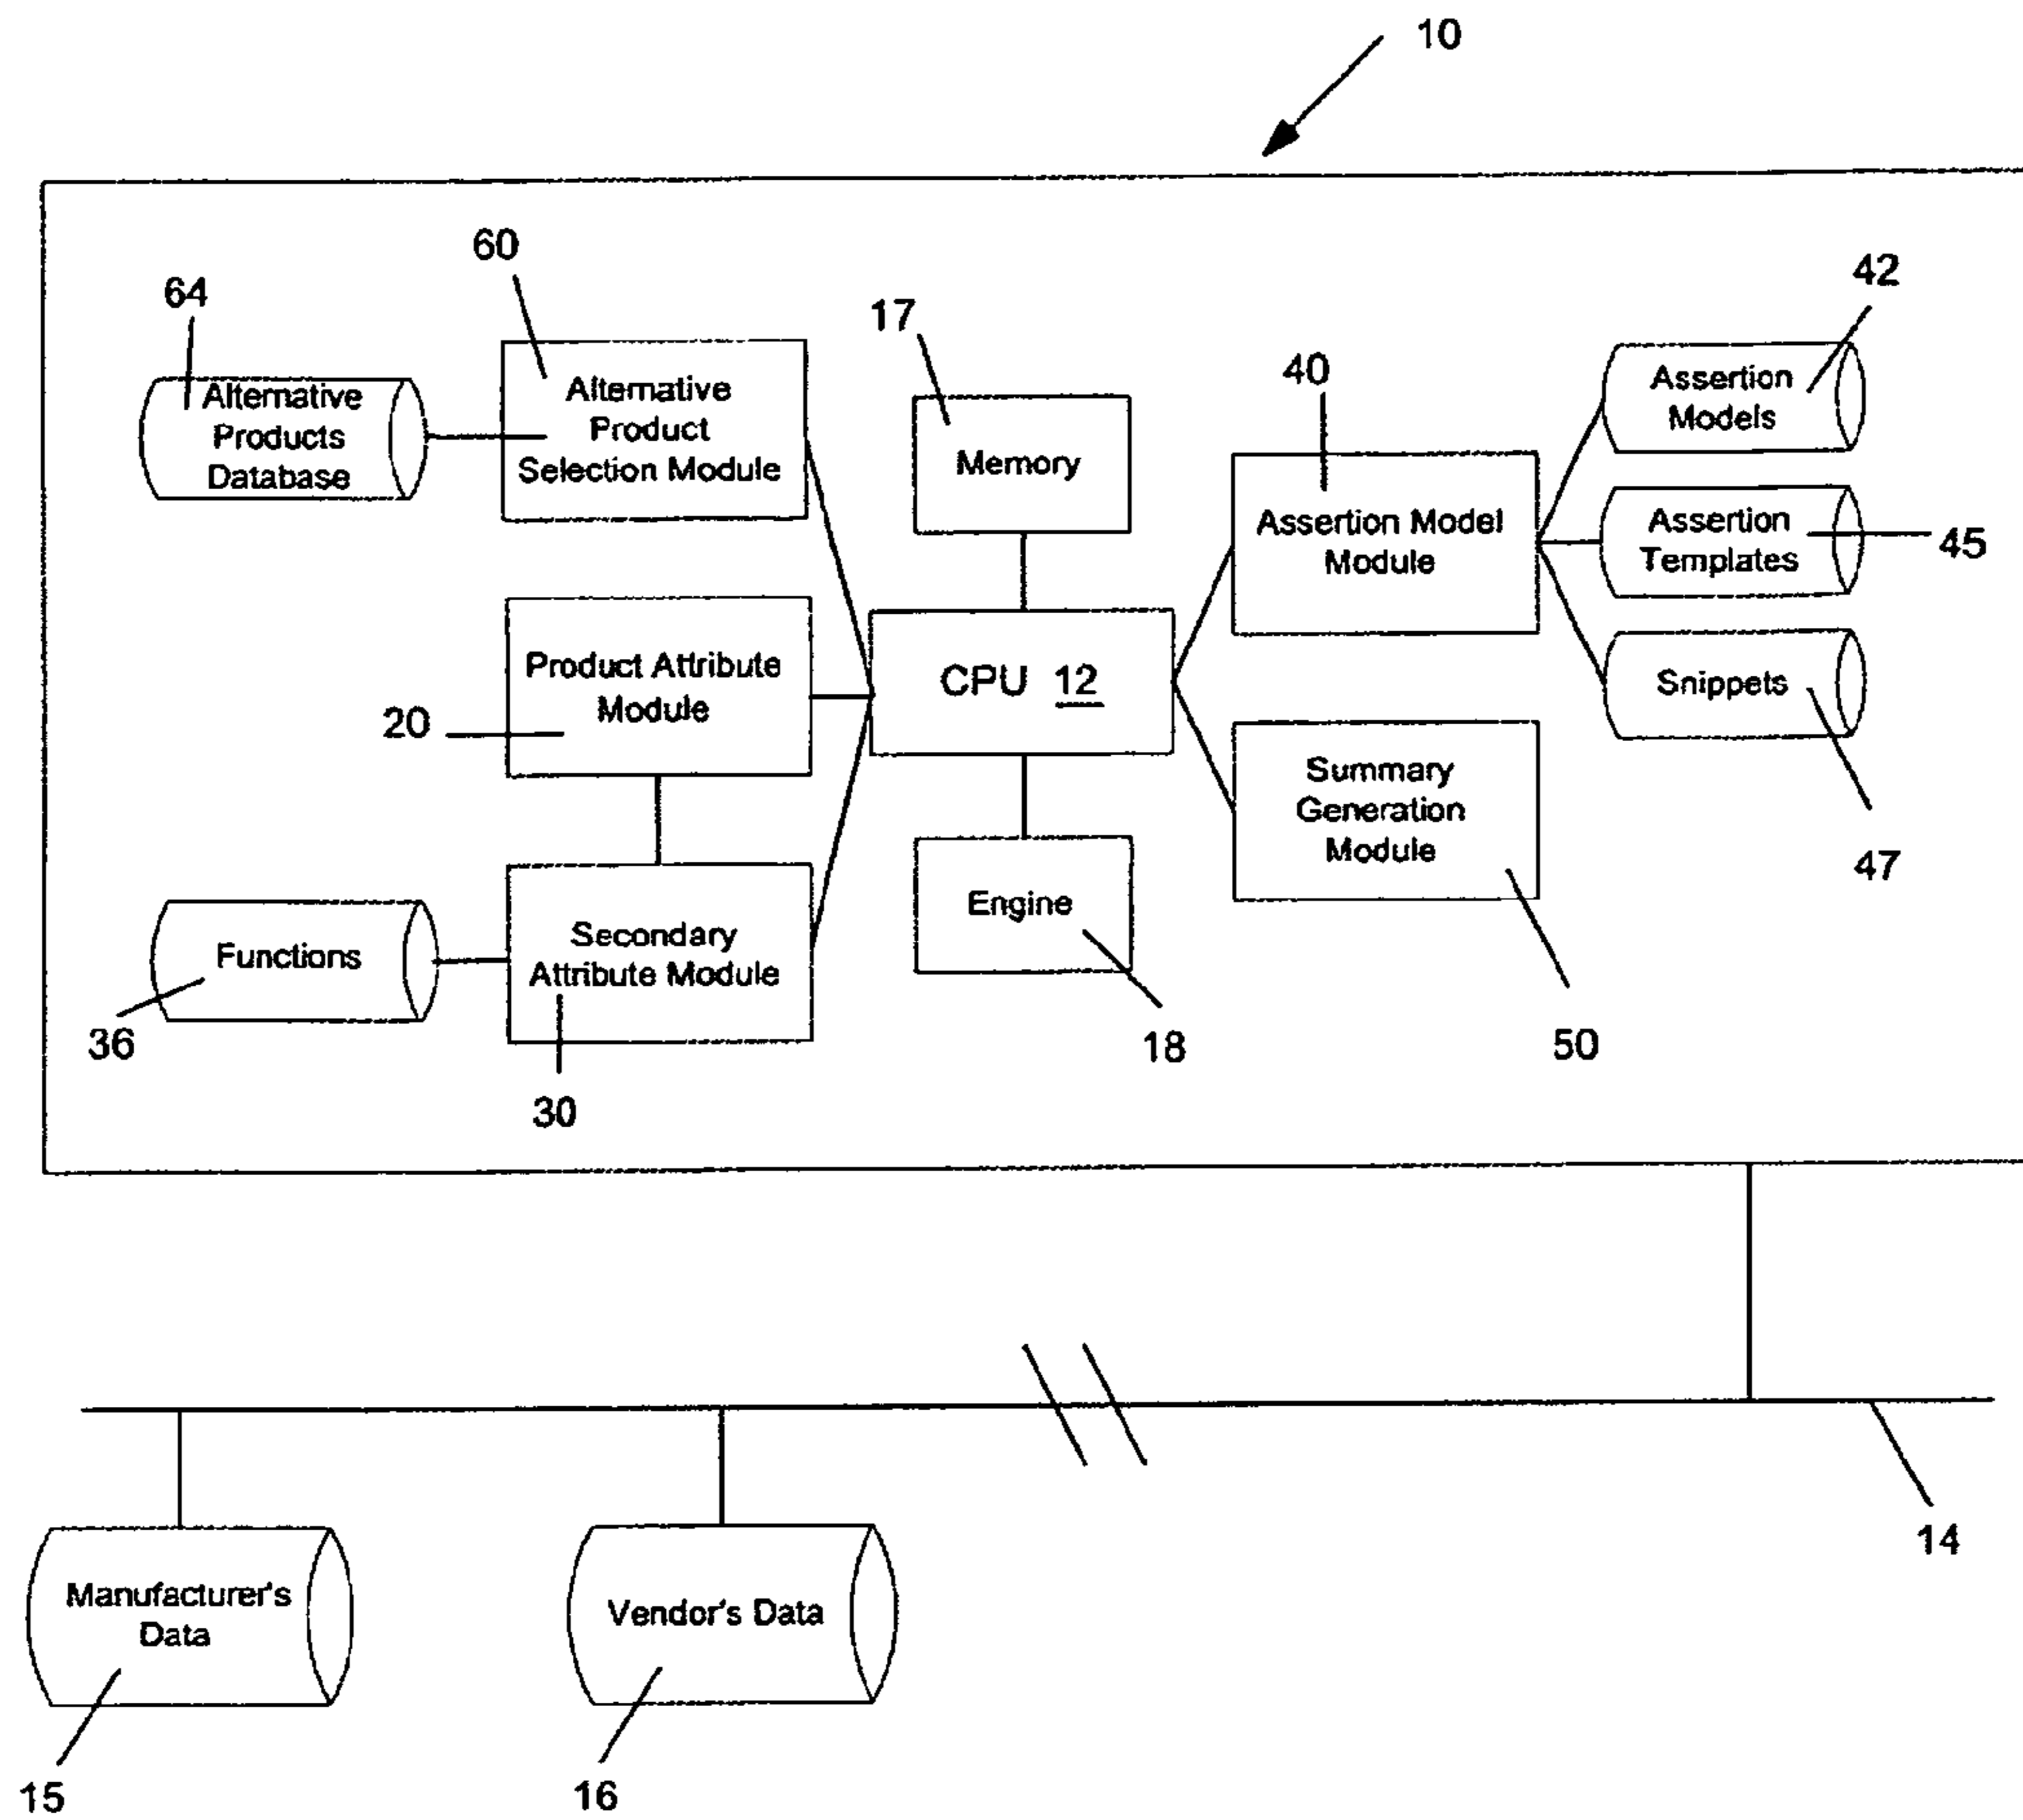 10
60
64
17
42
40
Alternative
Products
Database
Alternative
Product
Selection Module
Memory
Assertion Model
Module
Assertion
Models
Assertion
Templates
45
Snippets
47
Product Attribute
Module
20
CPU 12
Summary
Generation
Module
50
Engine
18
Functions
36
Secondary
Attribute Module
30
14
Manufacturer's
Data
15
Vendor's Data
16